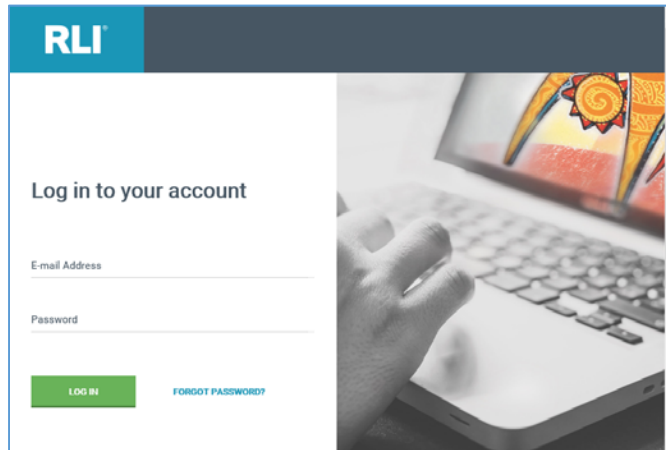 RLI®
Log in to your account
E-mail Address
Password
LOG IN
FORGOT PASSWORD?